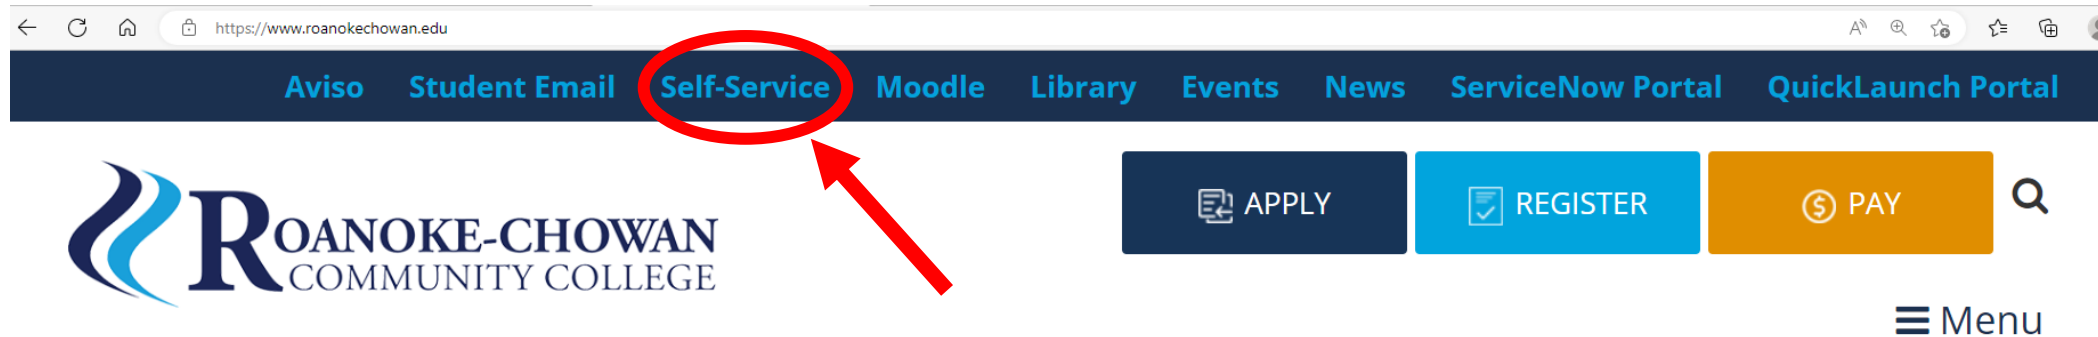 https://www.roanokechowan.edu
Aviso Student Email Self-Service Moodle Library Events News ServiceNow Portal QuickLaunch Portal
ROANOKE-CHOWAN
COMMUNITY COLLEGE
APPLY REGISTER PAY
Menu